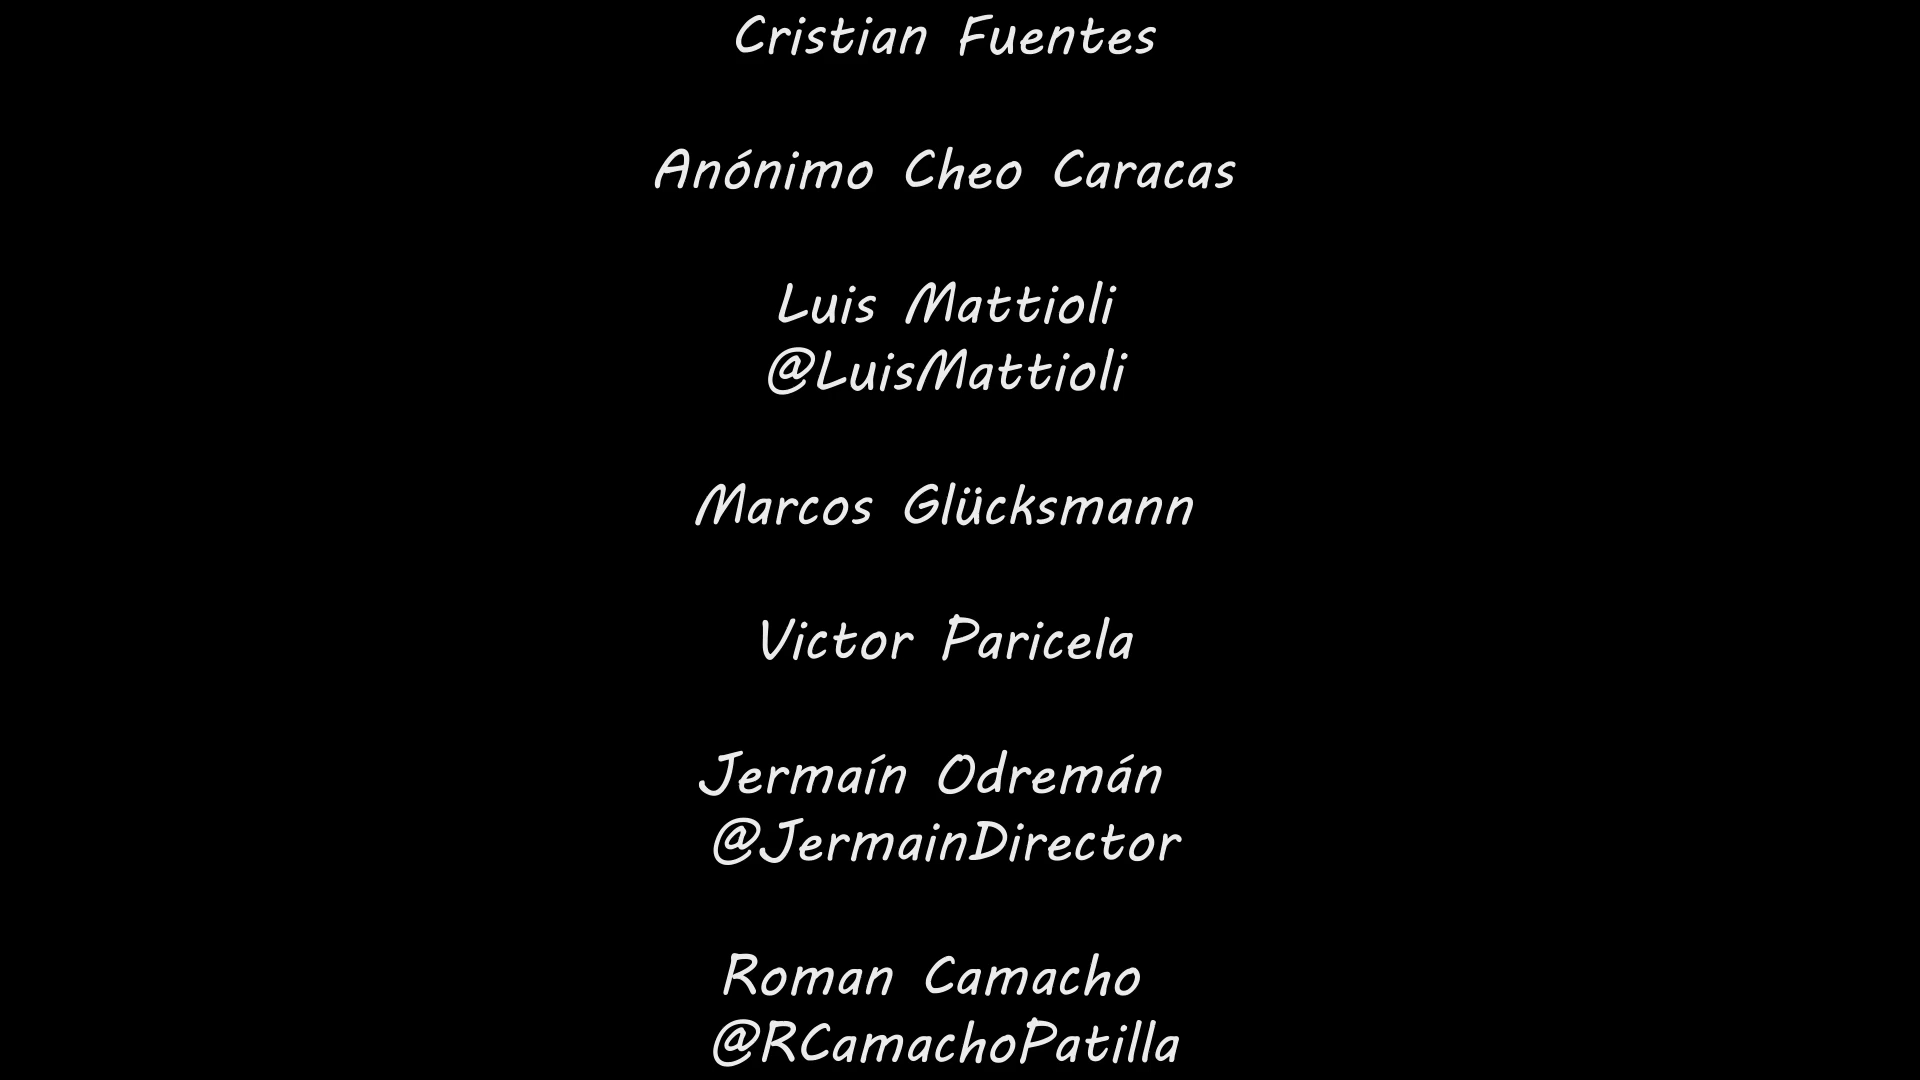 Cristian Fuentes
Anónimo Cheo Caracas
Luis Mattioli
@LuisMattioli
Marcos Glücksmann
Victor Paricela
Jermaín Odremán
@JermainDirector
Roman Camacho
@RCamachoPatilla